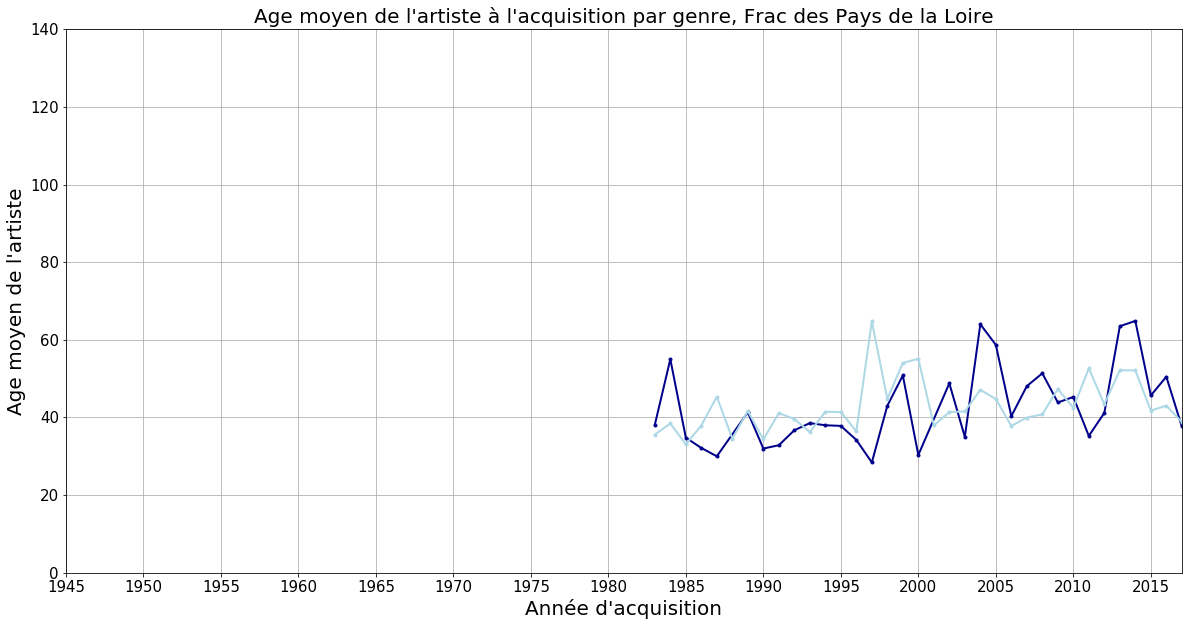 Age moyen de l'artiste à l'acquisition par genre, Frac des Pays de la Loire
140
120
100
80
60
40
20
0
Age moyen de l'artiste
1945 1950 1955 1960 1965 1970 1975 1980 1985 1990 1995 2000 2005 2010 2015
Année d'acquisition